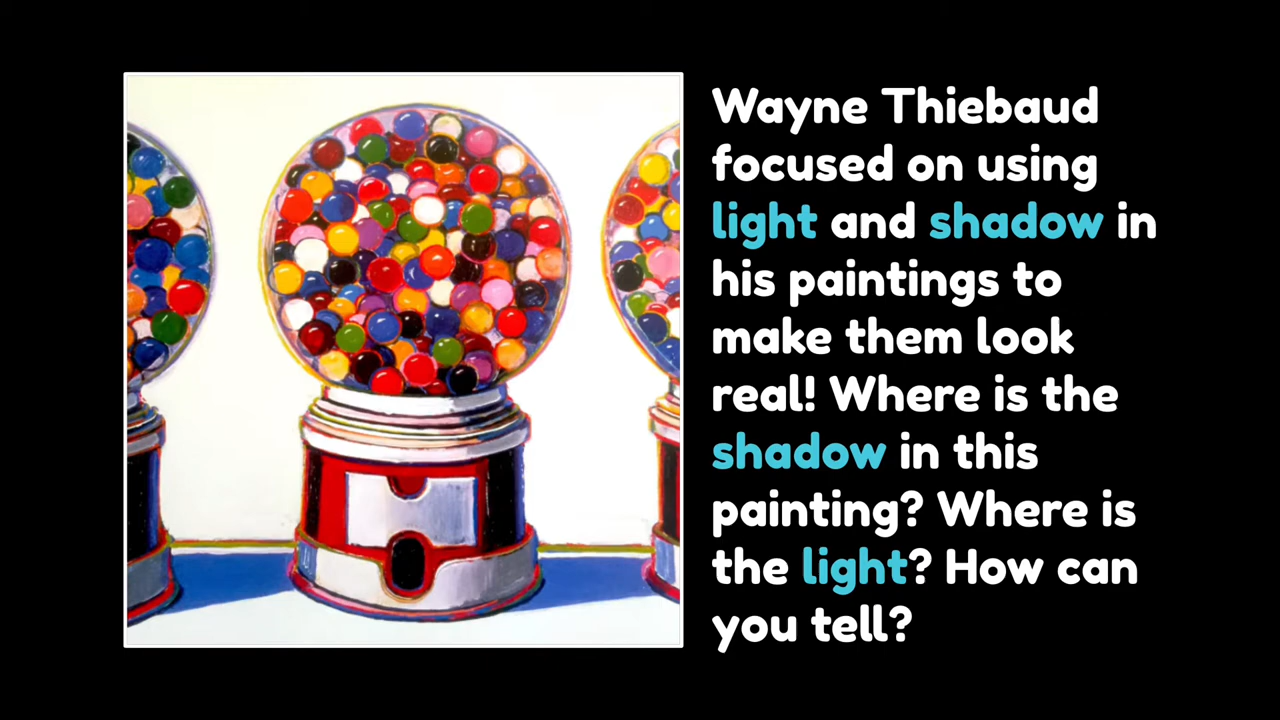 Wayne Thiebaud
focused on using
light and shadow in
his paintings to
make them look
real! Where is the
shadow in this
painting? Where is
the light? How can
you tell?